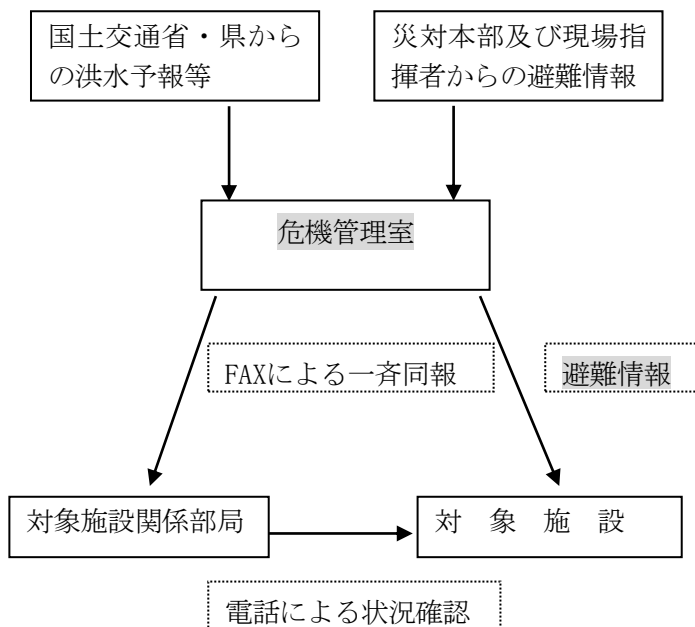 国土交通省・県から
の洪水予報等
災対本部及び現場指
揮者からの避難情報
危機管理室
FAXによる一斉同報
避難情報
対象施設関係部局
対　象　施　設
電話による状況確認